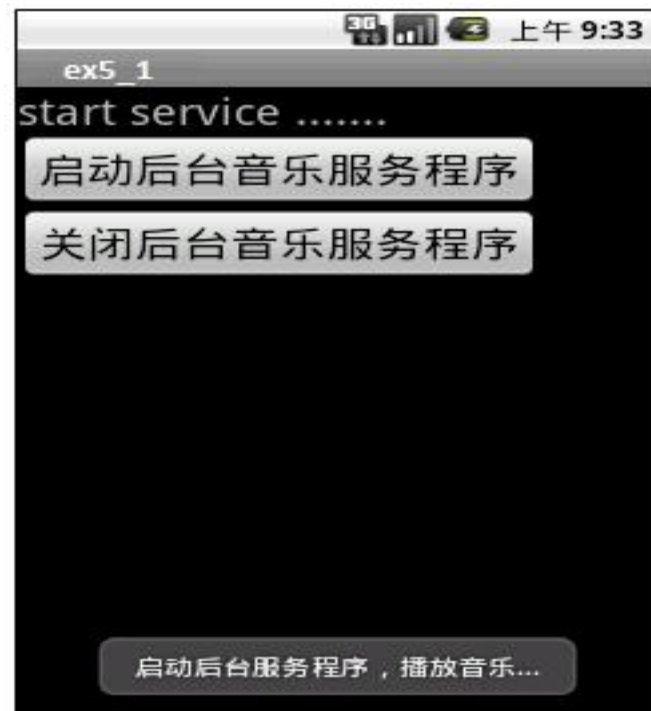 3G 上午 9:33
ex5_1
start service .......
启动后台音乐服务程序
关闭后台音乐服务程序
启动后台服务程序，播放音乐...